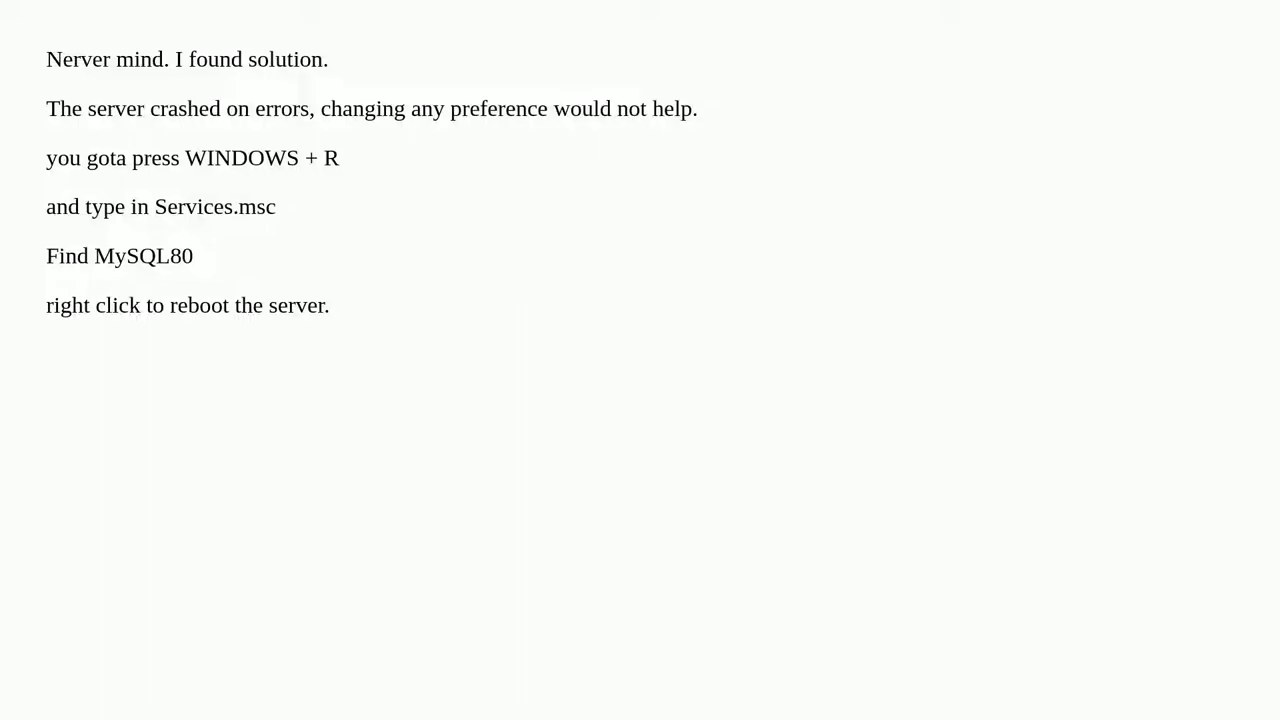 Nerver mind. I found solution.
The server crashed on errors, changing any preference would not help.
you gota press WINDOWS + R
and type in Services.msc
Find MySQL80
right click to reboot the server.